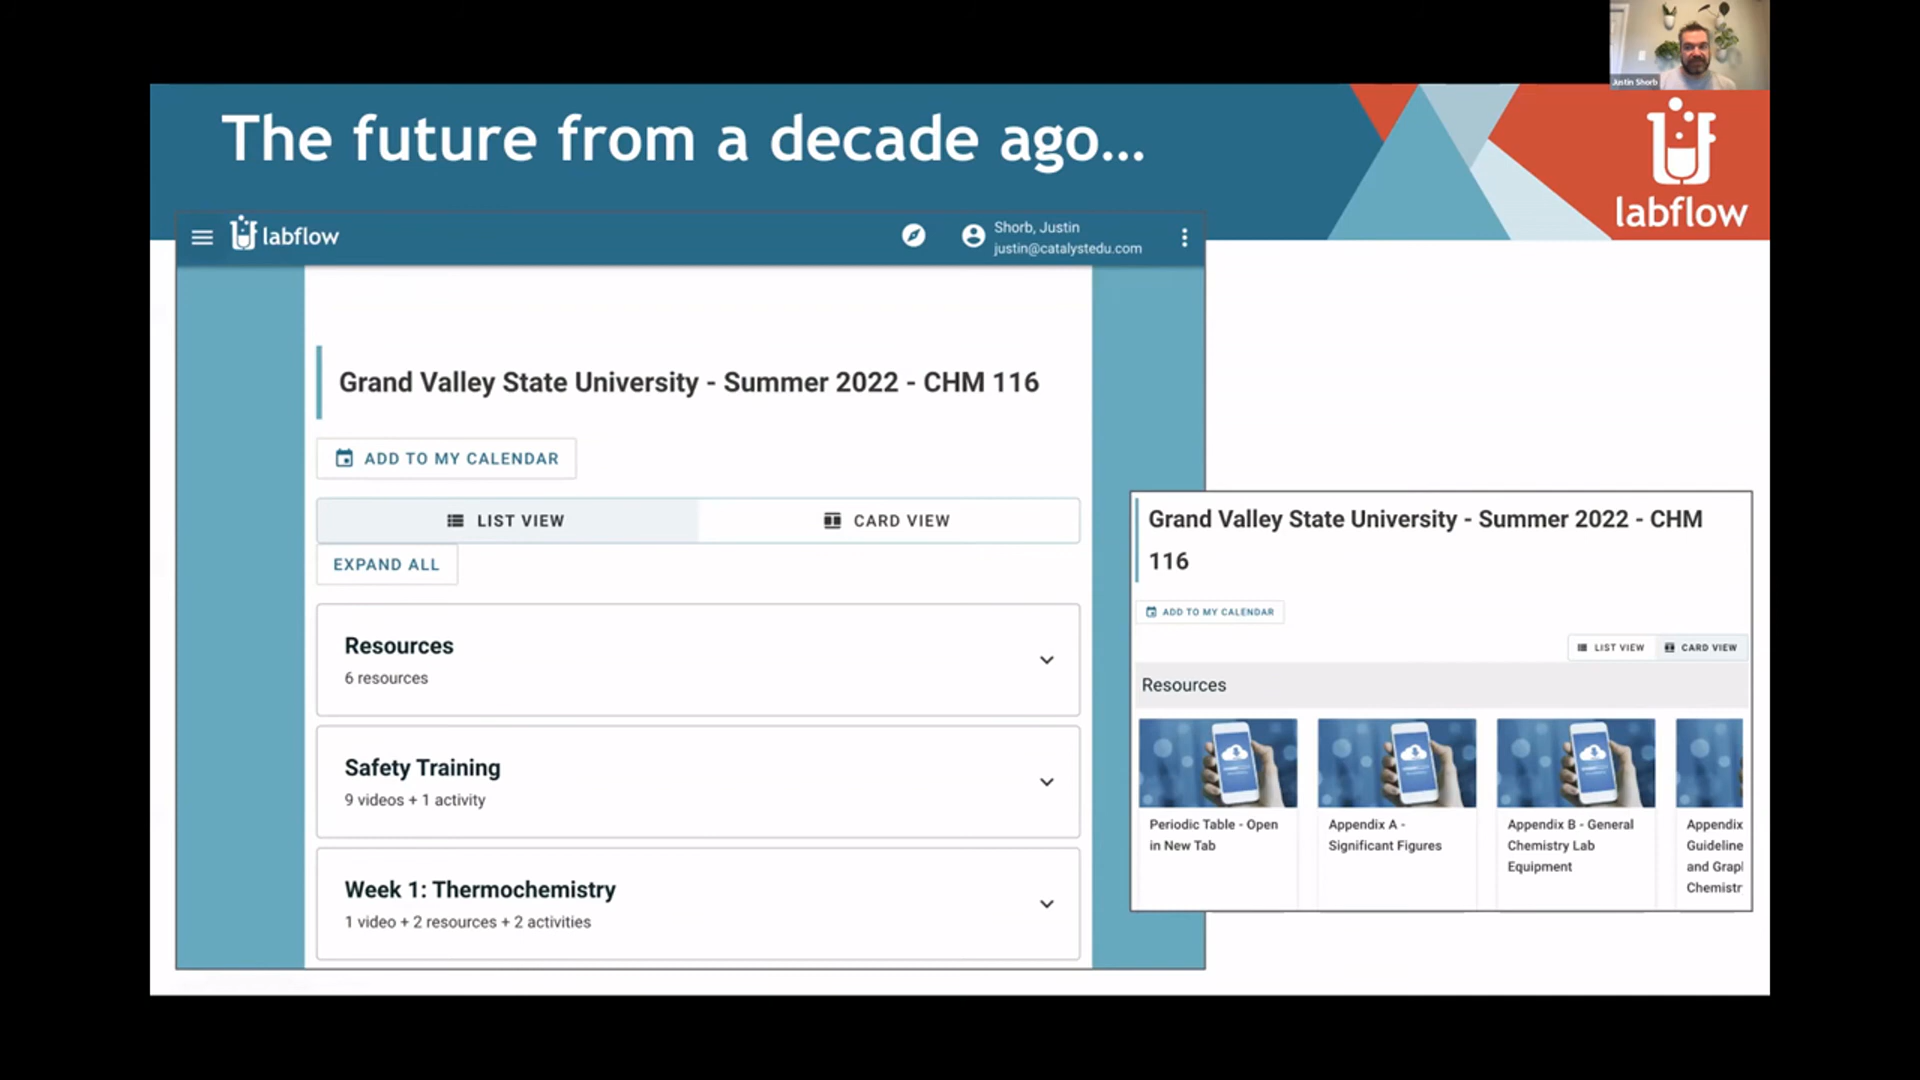 Justin Shorb
The future from a decade ago...
labflow
labflow
Shorb, Justin
justin@catalystedu.com
Grand Valley State University - Summer 2022 - CHM 116
ADD TO MY CALENDAR
LIST VIEW
CARD VIEW
EXPAND ALL
Resources
6 resources
Safety Training
9 videos + 1 activity
Week 1: Thermochemistry
1 video + 2 resources + 2 activities
Grand Valley State University - Summer 2022 - CHM
116
ADD TO MY CALENDAR
LIST VIEW
CARD VIEW
Resources
Periodic Table - Open
in New Tab
Appendix A -
Significant Figures
Appendix B - General
Chemistry Lab
Equipment
Appendix
Guideline
and Grap
Chemistr